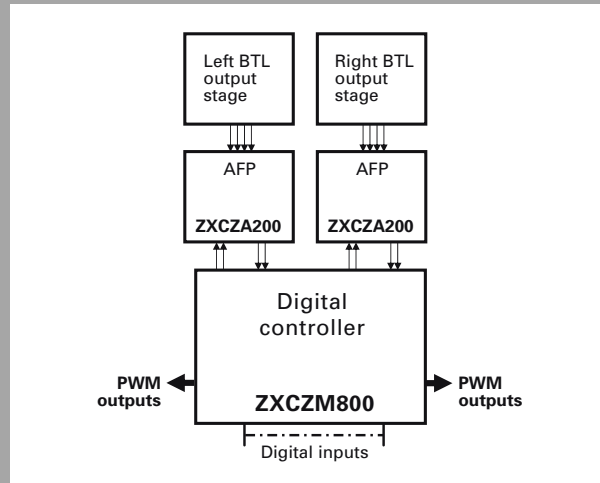 Left BTL
output
stage
Right BTL
output
stage
AFP
ZXCZA200
AFP
ZXCZA200
Digital
controller
ZXCZM800
PWM
outputs
PWM
outputs
Digital inputs